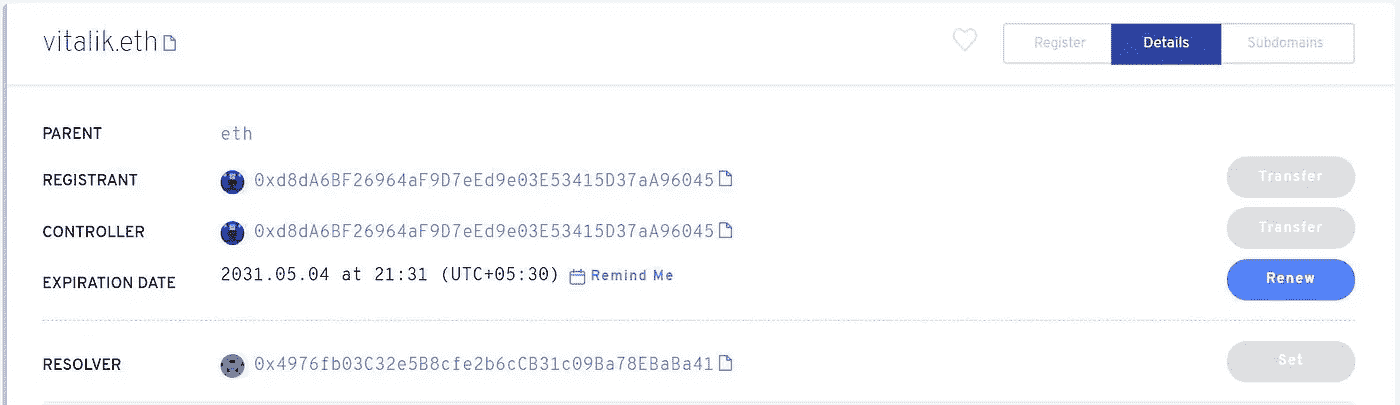 vitalik.eth
Register Details Subdomains
PARENT eth
REGISTRANT 0xd8dA6BF26964aF9D7eEd9e03E53415D37aA96045 Transfer
CONTROLLER 0xd8dA6BF26964aF9D7eEd9e03E53415D37aA96045 Transfer
EXPIRATION DATE 2031.05.04 at 21:31 (UTC+05:30) Remind Me Renew
RESOLVER 0x4976fb03C32e5B8cfe2b6cCB31c09Ba78EBaBa41 Set